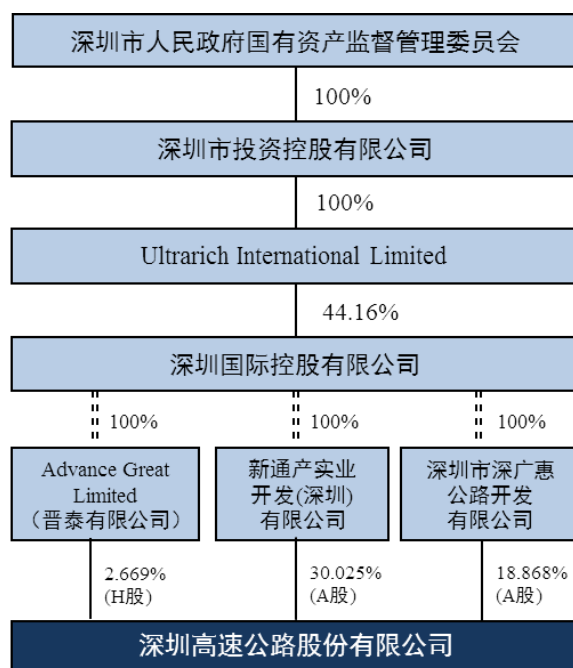 深圳市人民政府国有资产监督管理委员会
100%
深圳市投资控股有限公司
100%
Ultrarich International Limited
44.16%
深圳国际控股有限公司
100%
100%
100%
Advance Great
Limited
（晋泰有限公司）
新通产实业
开发(深圳)
有限公司
深圳市深广惠
公路开发
有限公司
2.669%
(H股)
30.025%
(A股)
18.868%
(A股)
深圳高速公路股份有限公司